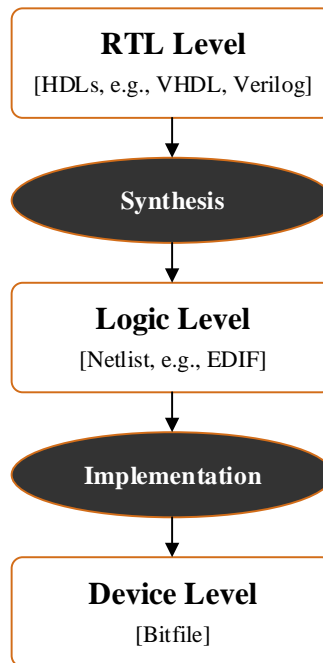 RTL Level
[HDLs, e.g., VHDL, Verilog]
Synthesis
Logic Level
[Netlist, e.g., EDIF]
Implementation
Device Level
[Bitfile]